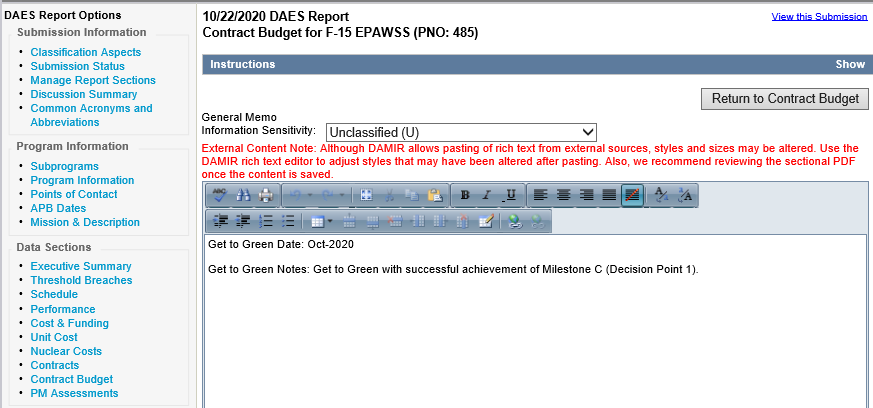 DAES Report Options
Submission Information
Classification Aspects
Submission Status
Manage Report Sections
Discussion Summary
Common Acronyms and
Abbreviations
Program Information
Subprograms
Program Information
Points of Contact
APB Dates
Mission & Description
Data Sections
Executive Summary
Threshold Breaches
Schedule
Performance
Cost & Funding
Unit Cost
Nuclear Costs
Contracts
Contract Budget
PM Assessments
10/22/2020 DAES Report
View this Submission
Contract Budget for F-15 EPAWSS (PNO: 485)
Instructions Show
Return to Contract Budget
General Memo
Information Sensitivity: Unclassified (U)
External Content Note: Although DAMIR allows pasting of rich text from external sources, styles and sizes may be altered. Use the
DAMIR rich text editor to adjust styles that may have been altered after pasting. Also, we recommend reviewing the sectional PDF
once the content is saved.
B I U
Get to Green Date: Oct-2020
Get to Green Notes: Get to Green with successful achievement of Milestone C (Decision Point 1).